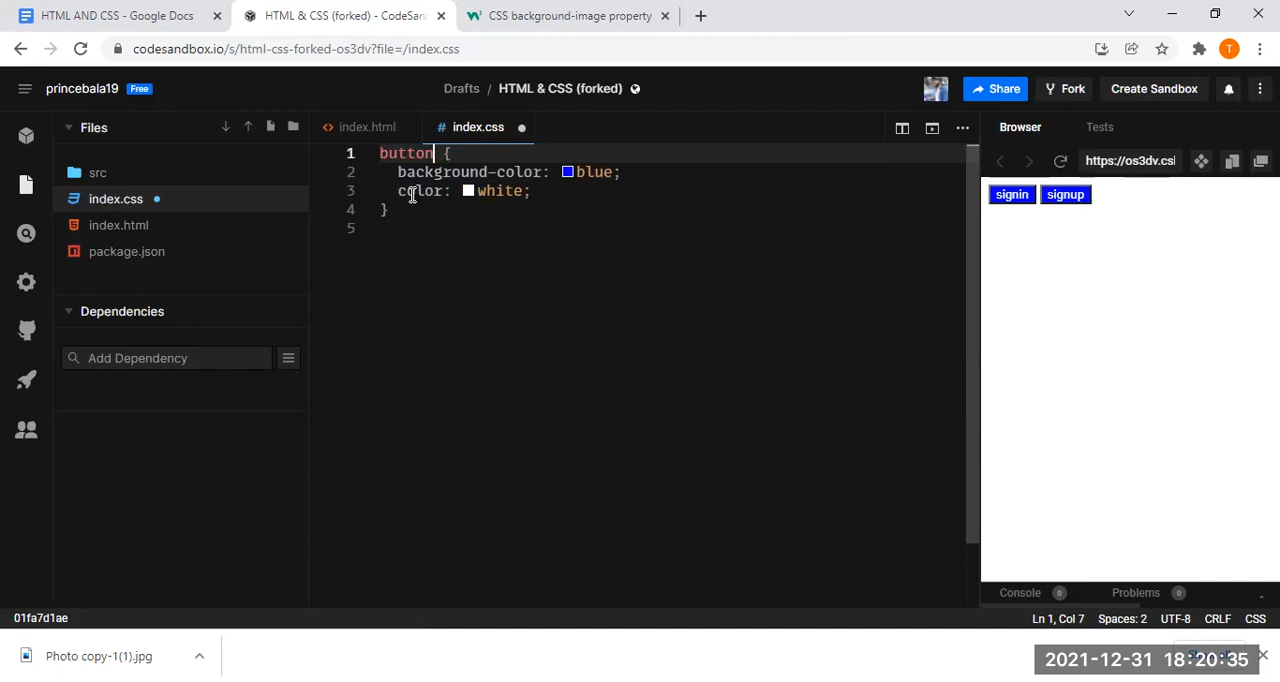 HTML AND CSS - Google Docs
HTML & CSS (forked) - CodeSan
CSS background-image property
codesandbox.io/s/html-css-forked-os3dv?file=/index.css
T
princebala19 Free
Drafts / HTML & CSS (forked)
Share
Fork
Create Sandbox
Files
index.html
# index.css
Browser
Tests
https://os3dv.csl
src
index.css
index.html
package.json
Dependencies
Add Dependency
1 button {
2 background-color: blue;
3 color: white;
4 }
5
signin signup
Console 0
Problems 0
01fa7d1ae
Ln 1, Col 7 Spaces: 2 UTF-8 CRLF CSS
Photo copy-1(1).jpg
2021-12-31 18:20:35